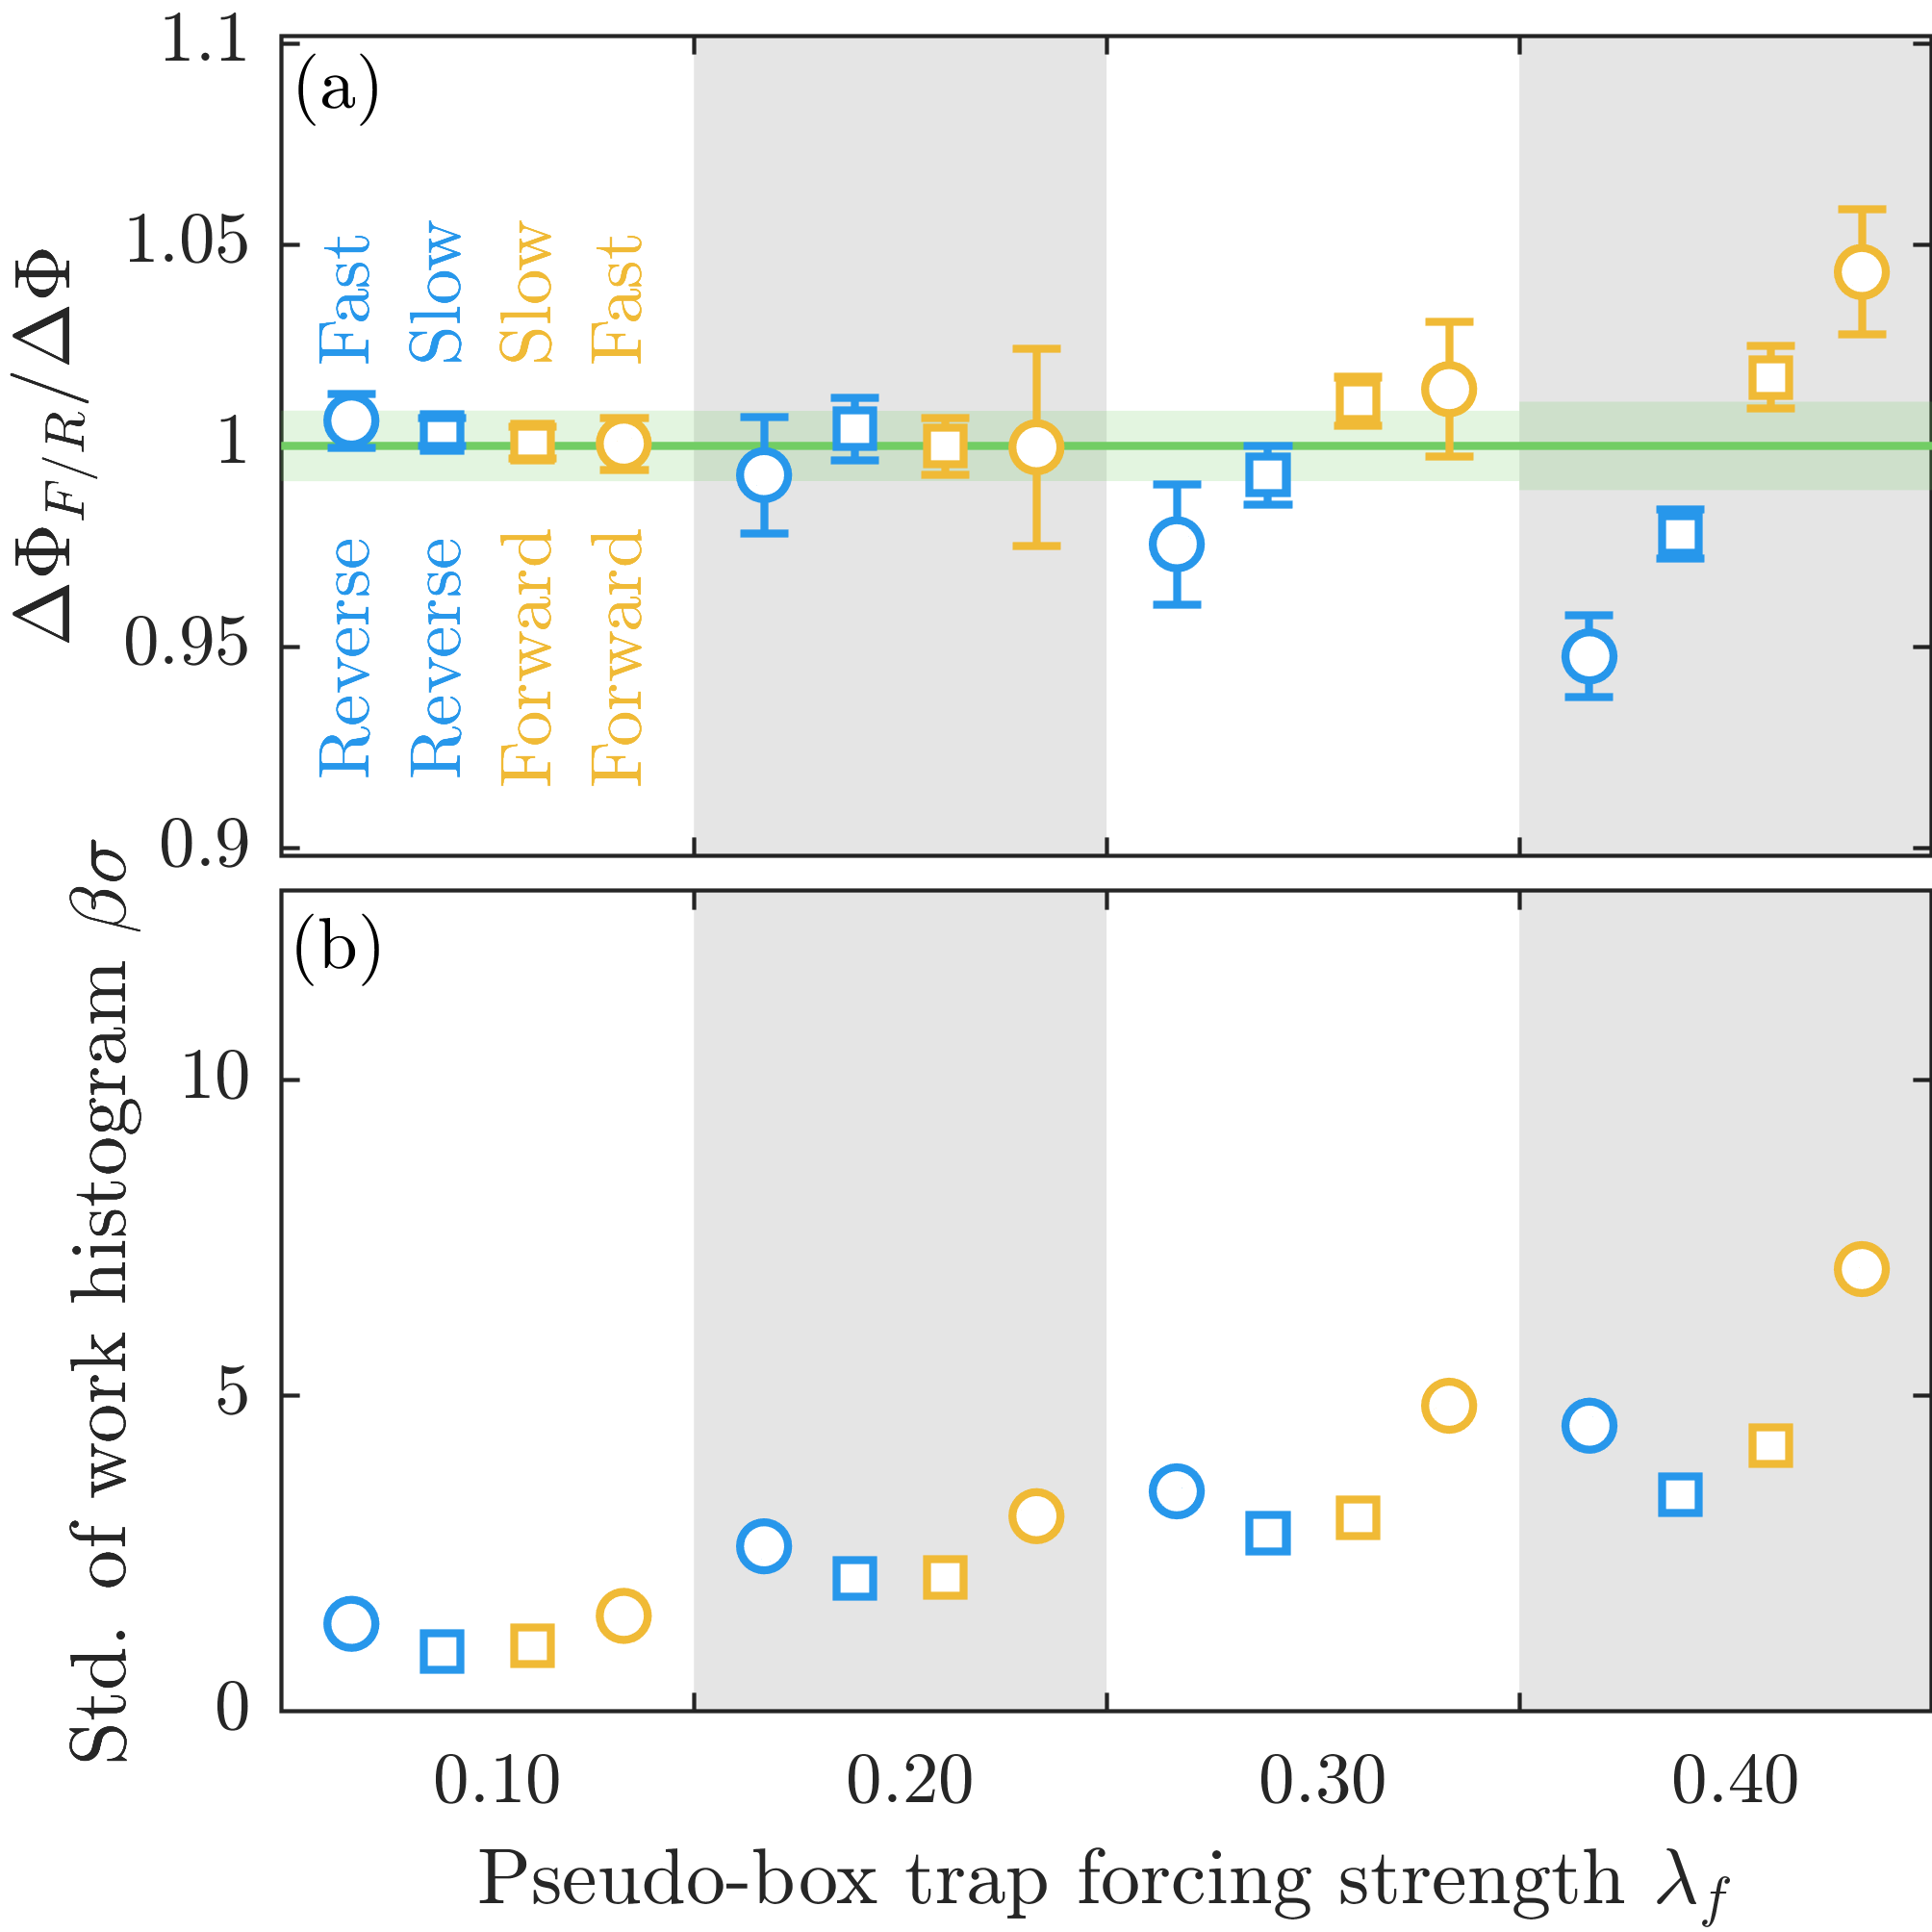 (a)
1.1
1.05
1
0.95
0.9
ΔΦ_{F/R}/ΔΦ
Fast
Slow
Slow
Fast
Reverse
Reverse
Forward
Forward
(b)
10
5
0
Std. of work histogram βσ
0.10
0.20
0.30
0.40
Pseudo-box trap forcing strength λ_f